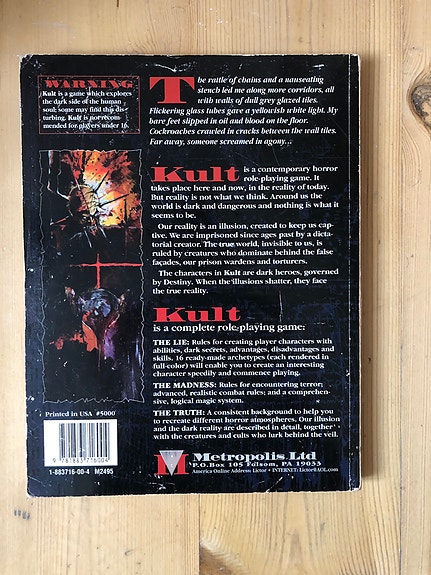 WARNING
Kult is a game which explores
the dark side of the human
soul; some may find this dis-
turbing. Kult is not recom-
mended for players under 16.
The rattle of chains and a nauseating
stench led me along more corridors, all
with walls of dull grey glazed tiles.
Flickering glass tubes gave a yellowish white light. My
bare feet slipped in oil and blood on the floor.
Cockroaches crawled in cracks between the wall tiles.
Far away, someone screamed in agony...
Kult is a contemporary horror
role-playing game. It
takes place here and now, in the reality of today.
But reality is not what we think. Around us the
world is dark and dangerous and nothing is what it
seems to be.
Our reality is an illusion, created to keep us cap-
tive. We are imprisoned since ages past by a dicta-
torial creator. The true world, invisible to us, is
ruled by creatures who dominate behind the false
façades, our prison wardens and torturers.
The characters in Kult are dark heroes, governed
by Destiny. When the illusions shatter, they face
the true reality.
Kult
is a complete role-playing game:
THE LIE: Rules for creating player characters with
abilities, dark secrets, advantages, disadvantages and
skills. 16 ready-made archetypes (each rendered in
full-color) will enable you to create an interesting
character speedily and commence playing.
THE MADNESS: Rules for encountering terror;
advanced, realistic combat rules; and a comprehen-
sive, logical magic system.
THE TRUTH: A consistent background to help you
to recreate different horror atmospheres. Our illusion
and the dark reality are described in detail, together
with the creatures and cults who lurk behind the veil.
Printed in USA #5000
9 781883 716004
1-883716-00-4 M2495
M
Metropolis Ltd
P.O.Box 105 Folsom, PA 19033
America Online Address: Lictor • INTERNET: Lictor@AOL.com